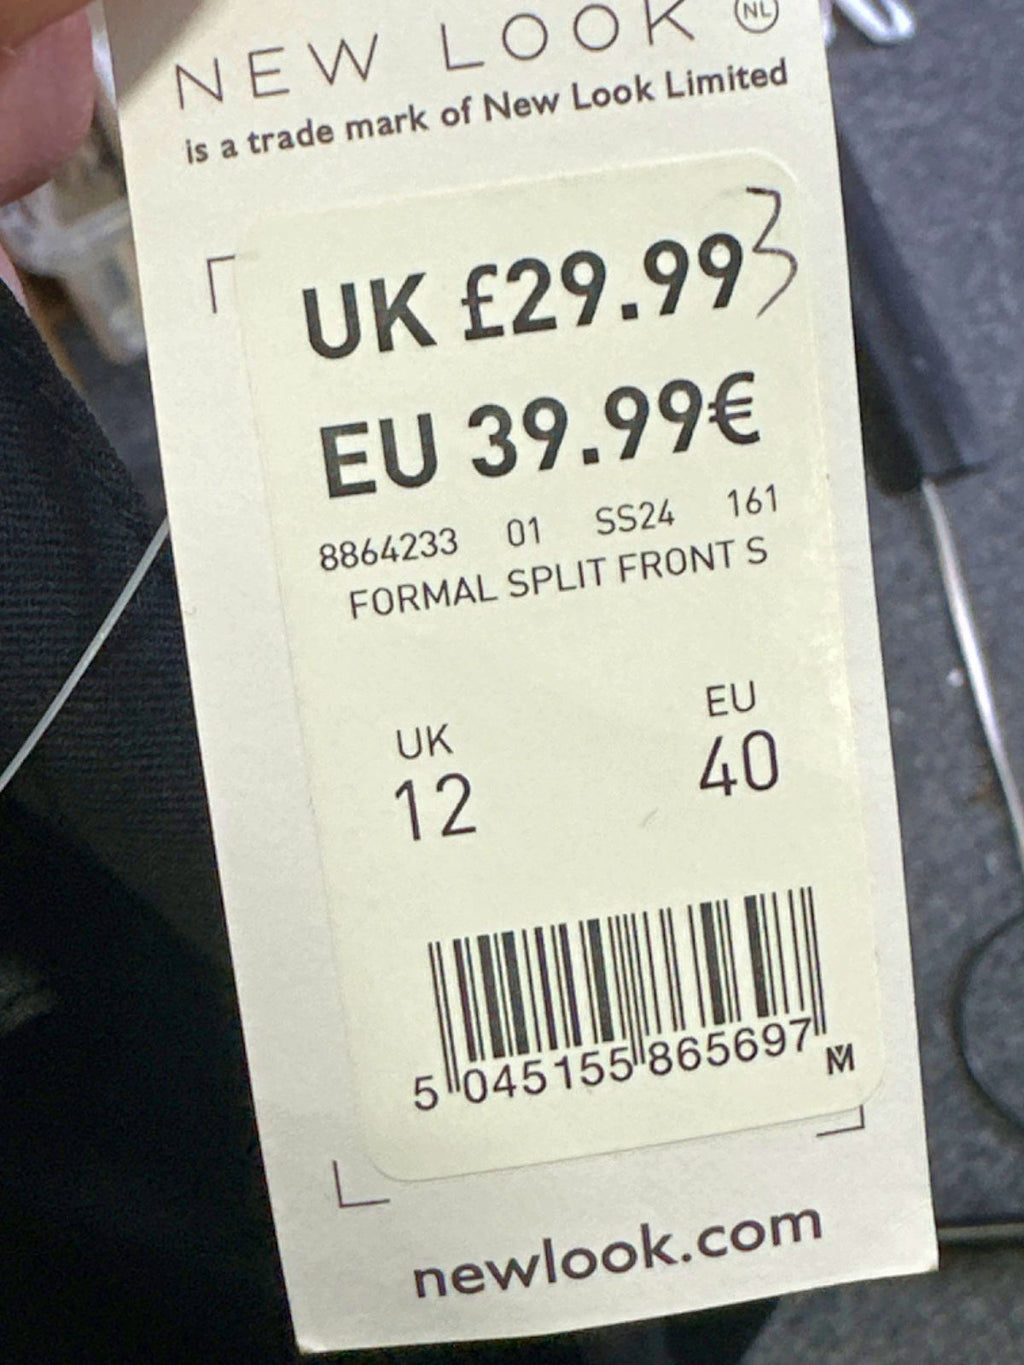 NEW LOOK NL
is a trade mark of New Look Limited
3
UK £29.99
EU 39.99€
8864233 01 SS24 161
FORMAL SPLIT FRONT S
UK EU
12 40
5 045155 865697
M
newlook.com